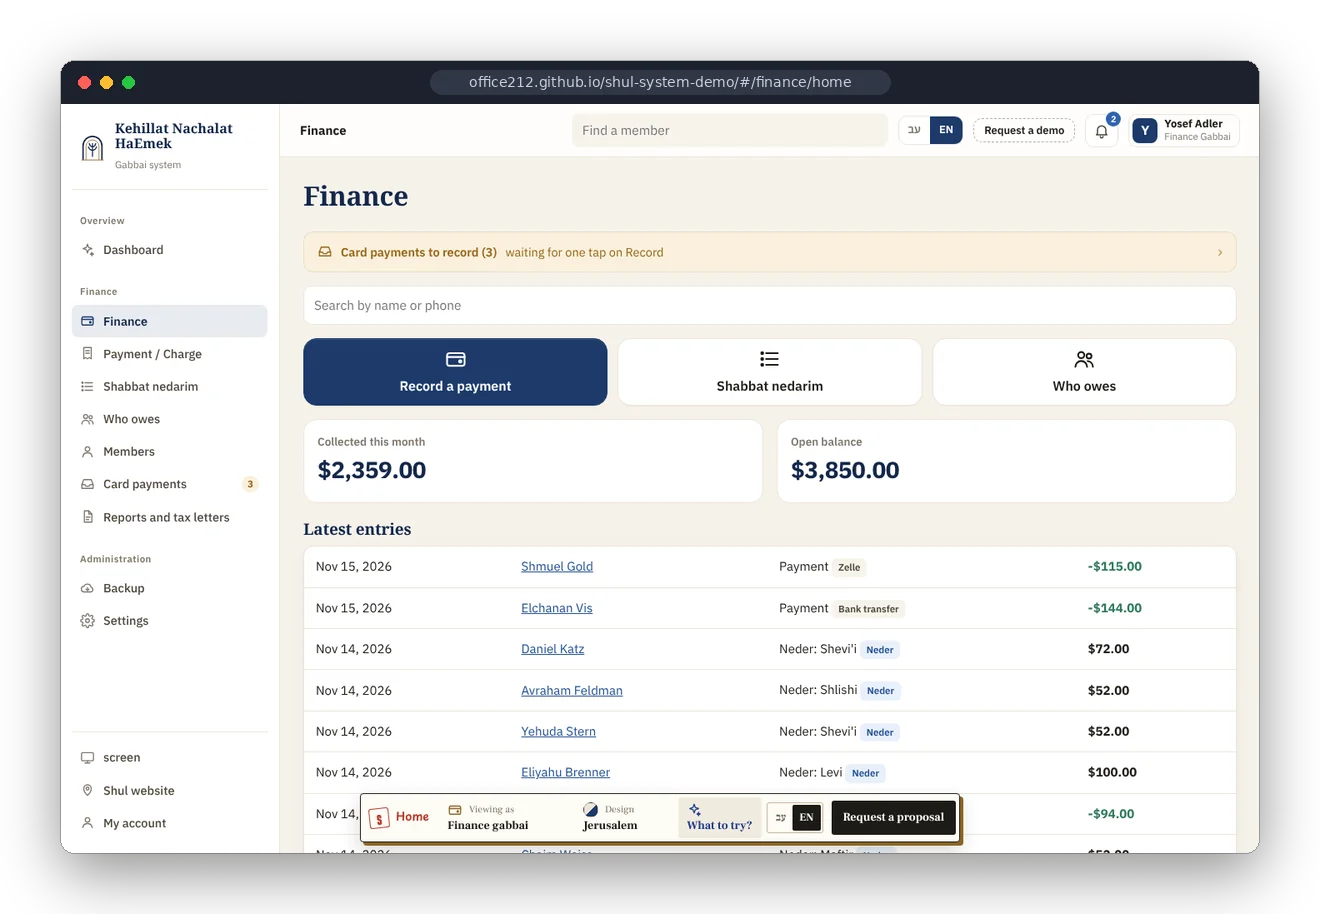 office212.github.io/shul-system-demo/#/finance/home
Kehillat Nachalat
HaEmek
Gabbai system
Overview
Dashboard
Finance
Finance
Payment / Charge
Shabbat nedarim
Who owes
Members
Card payments 3
Reports and tax letters
Administration
Backup
Settings
screen
Shul website
My account
Finance
Find a member
עב EN
Request a demo
2
Y
Yosef Adler
Finance Gabbai
Finance
Card payments to record (3) waiting for one tap on Record ›
Search by name or phone
Record a payment
Shabbat nedarim
Who owes
Collected this month
$2,359.00
Open balance
$3,850.00
Latest entries
Nov 15, 2026 Shmuel Gold Payment Zelle -$115.00
Nov 15, 2026 Elchanan Vis Payment Bank transfer -$144.00
Nov 14, 2026 Daniel Katz Neder: Shevi'i Neder $72.00
Nov 14, 2026 Avraham Feldman Neder: Shlishi Neder $52.00
Nov 14, 2026 Yehuda Stern Neder: Shevi'i Neder $52.00
Nov 14, 2026 Eliyahu Brenner Neder: Levi Neder $100.00
Nov 14, -$94.00
Home
Viewing as
Finance gabbai
Design
Jerusalem
What to try?
עב EN
Request a proposal